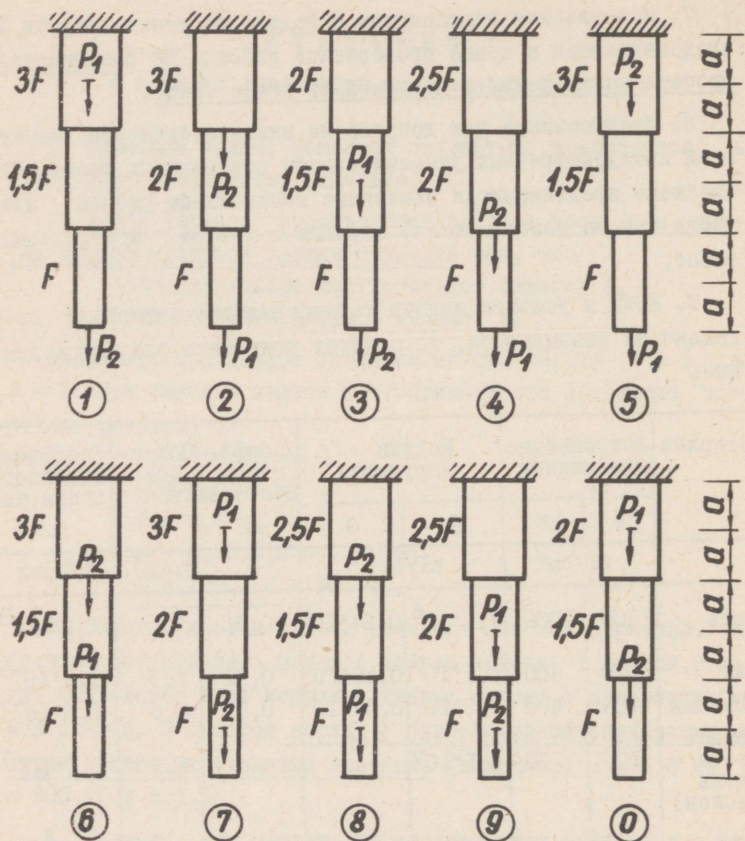 3F P₁ 3F 2F 2,5F 3F P₂ a
a
1,5F 2F P₂ 1,5F P₁ 2F 1,5F a
P₂ a
F F F F F a
a
P₂ P₁ P₂ P₁ P₁
1 2 3 4 5
3F 3F P₁ 2,5F 2,5F 2F P₁ a
P₂ P₂ a
1,5F 2F 1,5F 2F P₁ 1,5F a
P₁ P₂ a
F F P₂ F P₁ F P₂ F a
a
6 7 8 9 0